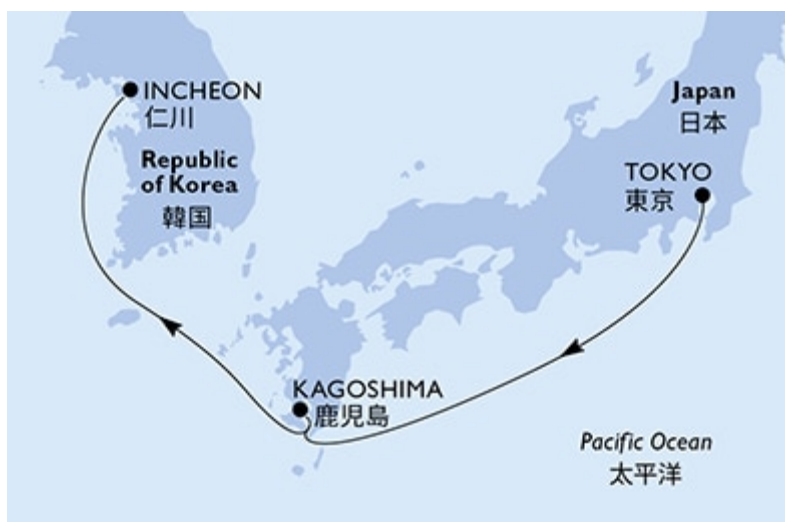 INCHEON
仁川
Republic
of Korea
韓国
Japan
日本
TOKYO
東京
KAGOSHIMA
鹿児島
Pacific Ocean
太平洋